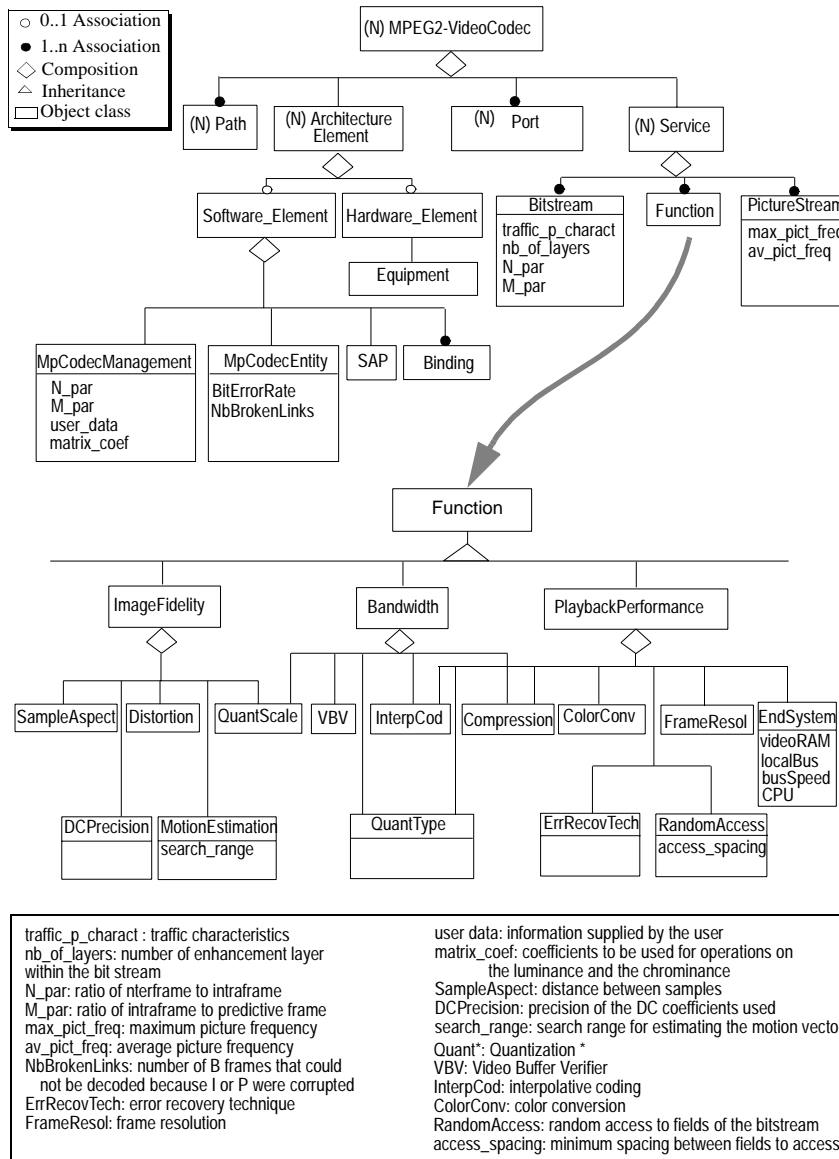 0..1 Association
1..n Association
Composition
Inheritance
Object class
(N) MPEG2-VideoCodec
(N) Path
(N) Architecture
Element
(N) Port
(N) Service
Software_Element
Hardware_Element
Equipment
Bitstream
traffic_p_charact
nb_of_layers
N_par
M_par
Function
PictureStream
max_pict_freq
av_pict_freq
MpCodecManagement
N_par
M_par
user_data
matrix_coef
MpCodecEntity
BitErrorRate
NbBrokenLinks
SAP
Binding
Function
ImageFidelity
Bandwidth
PlaybackPerformance
SampleAspect
Distortion
QuantScale
VBV
InterpCod
Compression
ColorConv
FrameResol
EndSystem
videoRAM
localBus
busSpeed
CPU
DCPrecision
MotionEstimation
search_range
QuantType
ErrRecovTech
RandomAccess
access_spacing
traffic_p_charact : traffic characteristics
nb_of_layers: number of enhancement layer
within the bit stream
N_par: ratio of nterframe to intraframe
M_par: ratio of intraframe to predictive frame
max_pict_freq: maximum picture frequency
av_pict_freq: average picture frequency
NbBrokenLinks: number of B frames that could
not be decoded because I or P were corrupted
ErrRecovTech: error recovery technique
FrameResol: frame resolution
user data: information supplied by the user
matrix_coef: coefficients to be used for operations on
the luminance and the chrominance
SampleAspect: distance between samples
DCPrecision: precision of the DC coefficients used
search_range: search range for estimating the motion vecto
Quant*: Quantization *
VBV: Video Buffer Verifier
InterpCod: interpolative coding
ColorConv: color conversion
RandomAccess: random access to fields of the bitstream
access_spacing: minimum spacing between fields to access